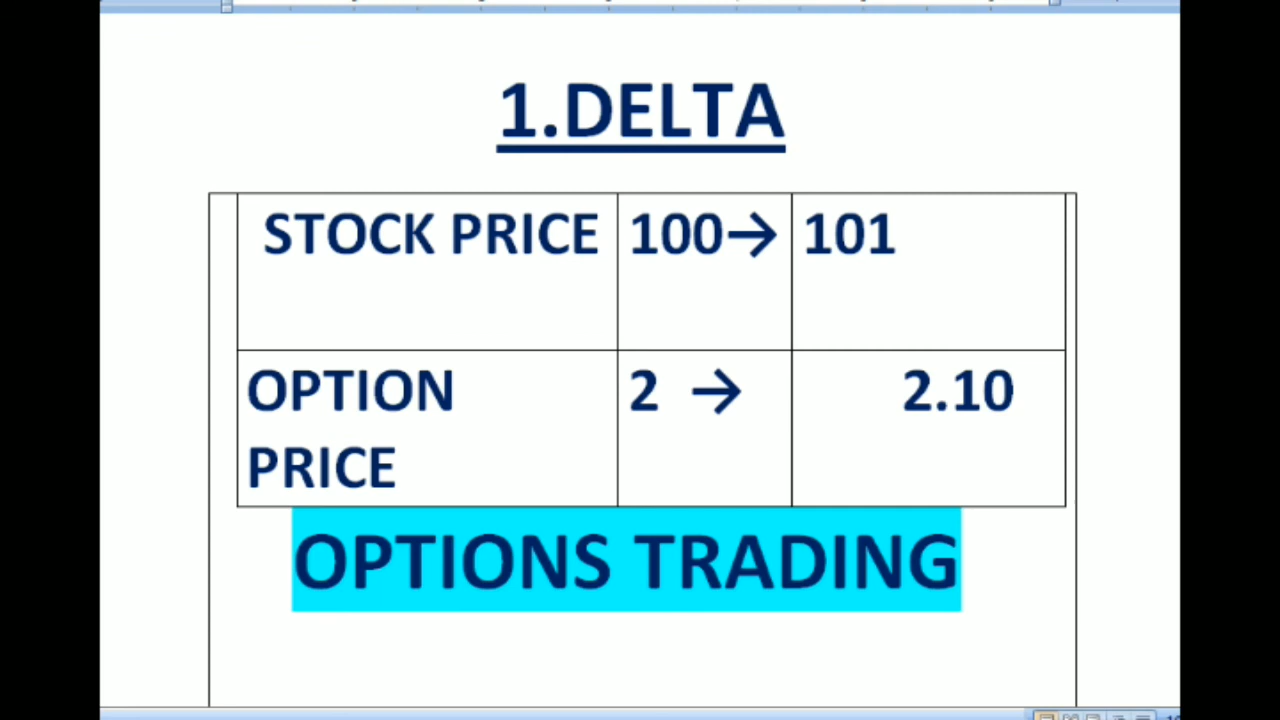 1.DELTA
STOCK PRICE 100→ 101
OPTION PRICE 2 → 2.10
OPTIONS TRADING